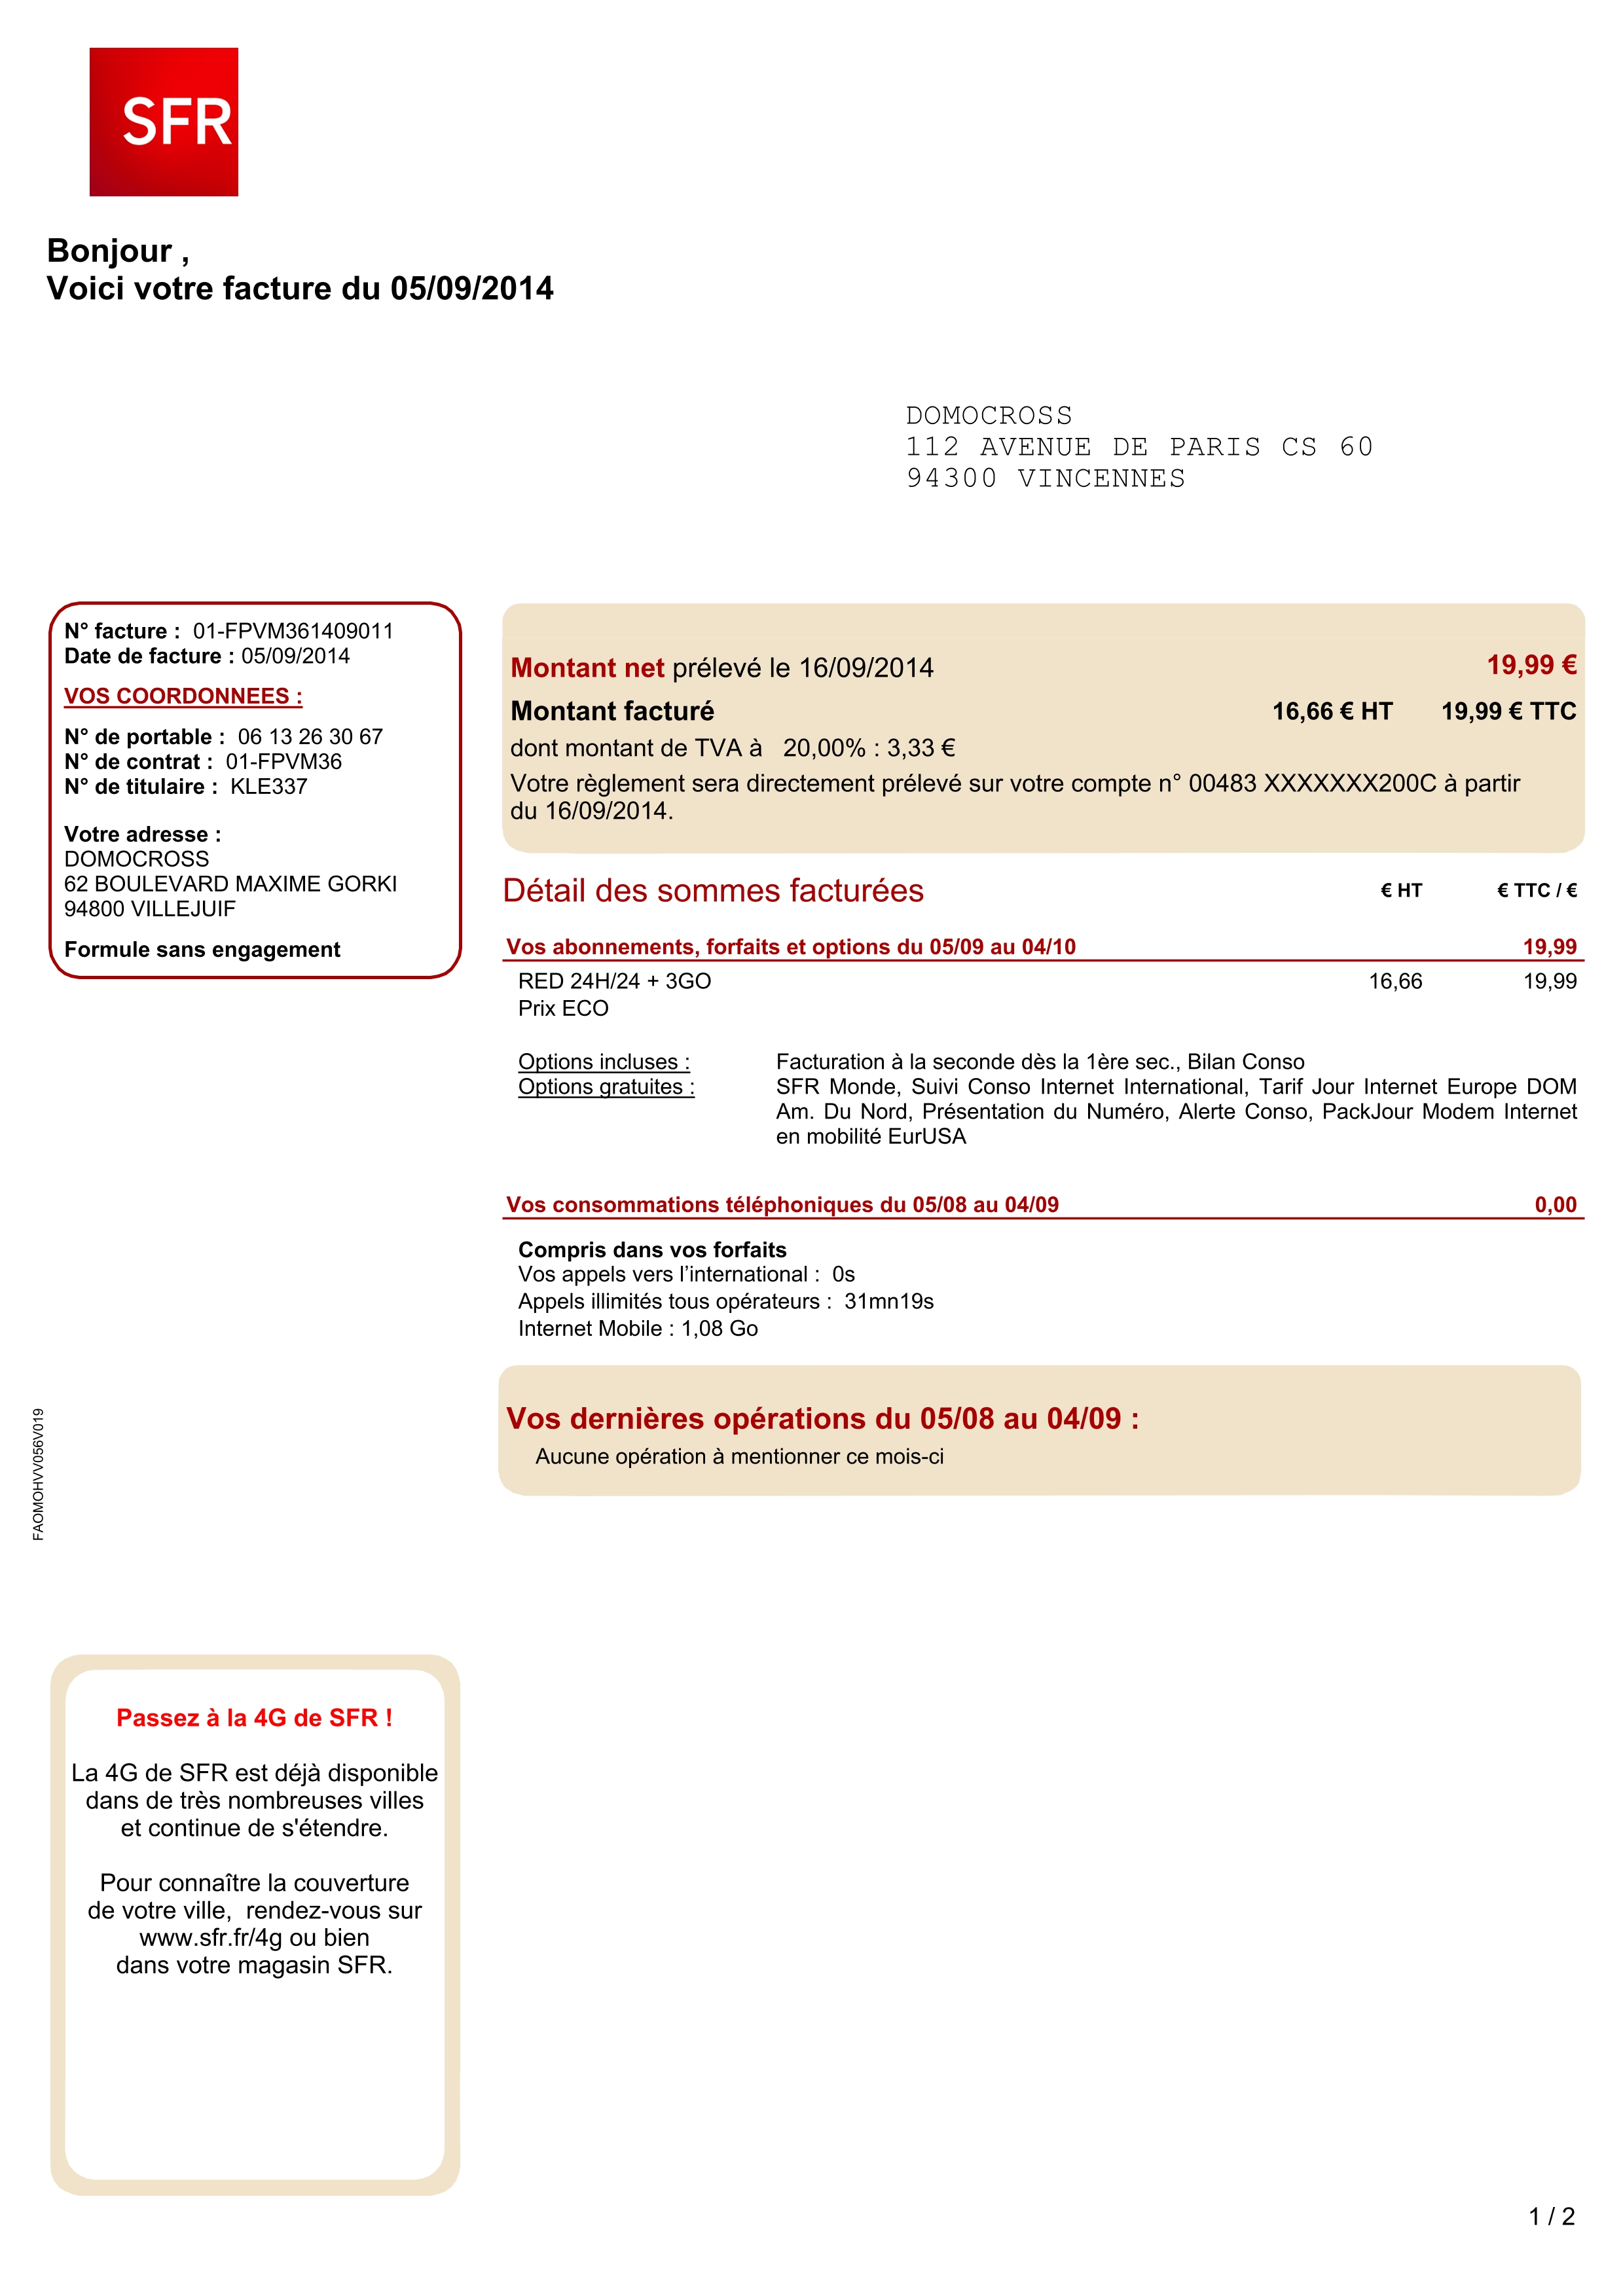 SFR
Bonjour ,
Voici votre facture du 05/09/2014
DOMOCROSS
112 AVENUE DE PARIS CS 60
94300 VINCENNES
N° facture : 01-FPVM361409011
Date de facture : 05/09/2014
VOS COORDONNEES :
N° de portable : 06 13 26 30 67
N° de contrat : 01-FPVM36
N° de titulaire : KLE337
Votre adresse :
DOMOCROSS
62 BOULEVARD MAXIME GORKI
94800 VILLEJUIF
Formule sans engagement
Montant net prélevé le 16/09/2014 19,99 €
Montant facturé 16,66 € HT 19,99 € TTC
dont montant de TVA à 20,00% : 3,33 €
Votre règlement sera directement prélevé sur votre compte n° 00483 XXXXXXX200C à partir
du 16/09/2014.
Détail des sommes facturées € HT € TTC / €
Vos abonnements, forfaits et options du 05/09 au 04/10 19,99
RED 24H/24 + 3GO 16,66 19,99
Prix ECO
Options incluses : Facturation à la seconde dès la 1ère sec., Bilan Conso
Options gratuites : SFR Monde, Suivi Conso Internet International, Tarif Jour Internet Europe DOM
Am. Du Nord, Présentation du Numéro, Alerte Conso, PackJour Modem Internet
en mobilité EurUSA
Vos consommations téléphoniques du 05/08 au 04/09 0,00
Compris dans vos forfaits
Vos appels vers l’international : 0s
Appels illimités tous opérateurs : 31mn19s
Internet Mobile : 1,08 Go
Vos dernières opérations du 05/08 au 04/09 :
Aucune opération à mentionner ce mois-ci
FAOMOHVV056V019
Passez à la 4G de SFR !
La 4G de SFR est déjà disponible
dans de très nombreuses villes
et continue de s'étendre.
Pour connaître la couverture
de votre ville, rendez-vous sur
www.sfr.fr/4g ou bien
dans votre magasin SFR.
1 / 2